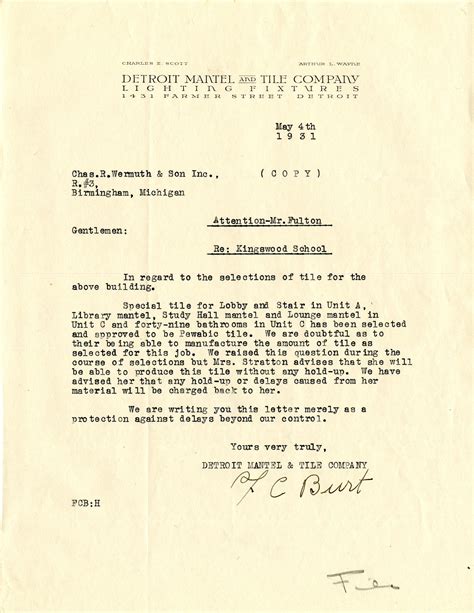 CHARLES E. SCOTT ARTHUR L. WAFLE
DETROIT MANTEL AND TILE COMPANY
LIGHTING FIXTURES
1431 FARMER STREET DETROIT
May 4th
1931
Chas.R.Wermuth & Son Inc., (COPY)
R.#3,
Birmingham, Michigan
Attention-Mr.Fulton
Gentlemen:
Re: Kingswood School
In regard to the selections of tile for the
above building.
Special tile for Lobby and Stair in Unit A,
Library mantel, Study Hall mantel and Lounge mantel in
Unit C and forty-nine bathrooms in Unit C has been selected
and approved to be Pewabic tile. We are doubtful as to
their being able to manufacture the amount of tile as
selected for this job. We raised this question during the
course of selections but Mrs. Stratton advises that she will
be able to produce this tile without any hold-up. We have
advised her that any hold-up or delays caused from her
material will be charged back to her.
We are writing you this letter merely as a
protection against delays beyond our control.
Yours very truly,
DETROIT MANTEL & TILE COMPANY
F C Burt
FCB:H
File